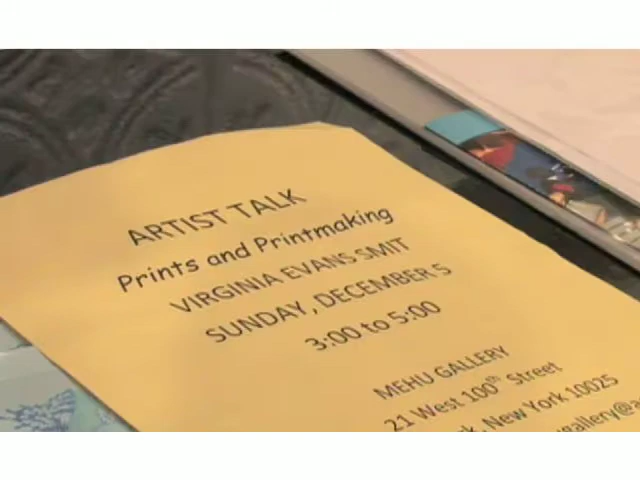 ARTIST TALK
Prints and Printmaking
VIRGINIA EVANS SMIT
SUNDAY, DECEMBER 5
3:00 to 5:00
MEHU GALLERY
21 West 100th Street
New York 10025